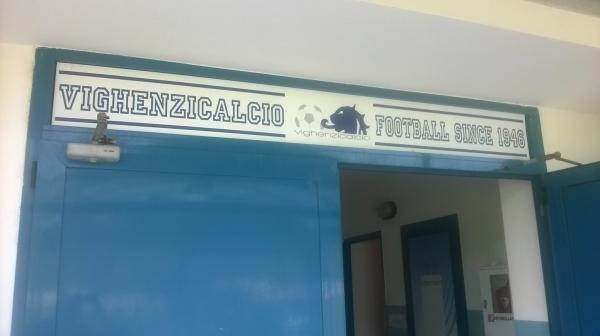 VIGHENZICALCIO
vighenzicalcio
FOOTBALL SINCE 1946